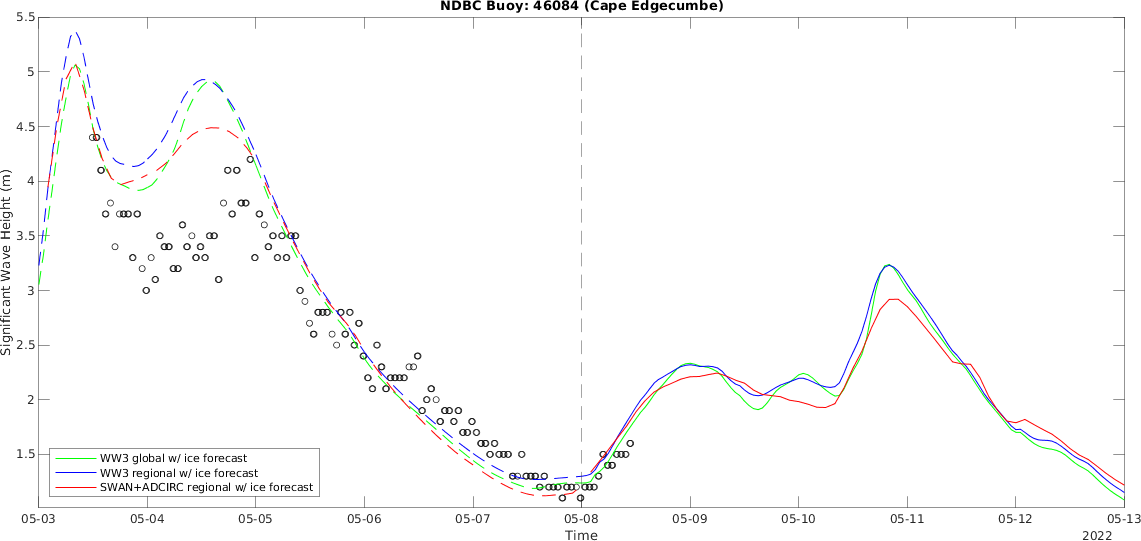 NDBC Buoy: 46084 (Cape Edgecumbe)
5.5
5
4.5
4
3.5
3
2.5
2
1.5
Significant Wave Height (m)
WW3 global w/ ice forecast
WW3 regional w/ ice forecast
SWAN+ADCIRC regional w/ ice forecast
05-03 05-04 05-05 05-06 05-07 05-08 05-09 05-10 05-11 05-12 05-13
Time
2022